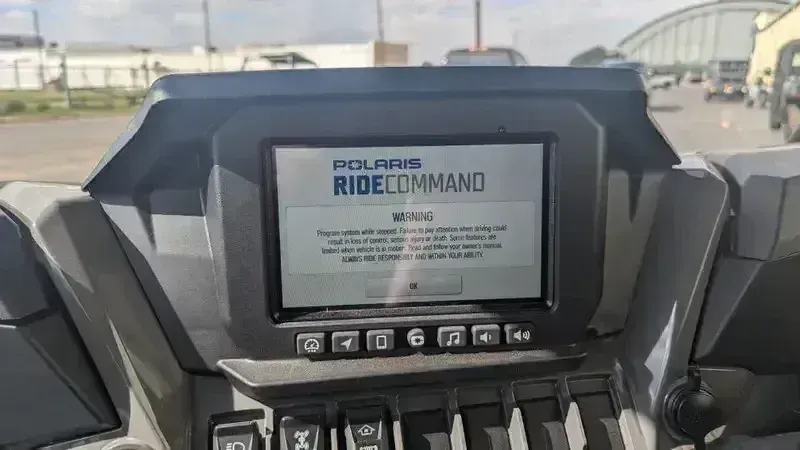 POLARIS
RIDECOMMAND
WARNING
Program system while stopped. Failure to pay attention when driving could
result in loss of control, serious injury or death. Some features are
limited when vehicle is in motion. Read and follow your owner's manual.
ALWAYS RIDE RESPONSIBLY AND WITHIN YOUR ABILITY.
OK